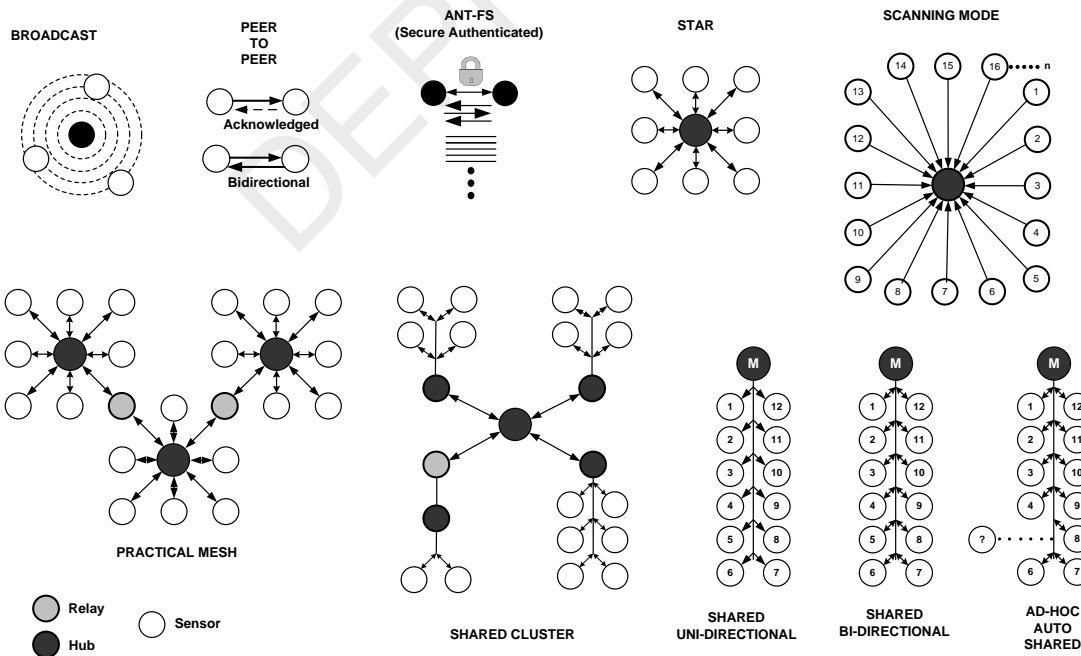 BROADCAST
PEER
TO
PEER
Acknowledged
Bidirectional
ANT-FS
(Secure Authenticated)
STAR
SCANNING MODE
14
15
16
n
13
1
12
2
11
3
10
4
9
5
8
7
6
PRACTICAL MESH
Relay
Hub
Sensor
SHARED CLUSTER
M
1
12
2
11
3
10
4
9
5
8
6
7
SHARED
UNI-DIRECTIONAL
M
1
12
2
11
3
10
4
9
5
8
6
7
SHARED
BI-DIRECTIONAL
M
1
12
2
11
3
10
4
9
?
8
6
7
AD-HOC
AUTO
SHARED